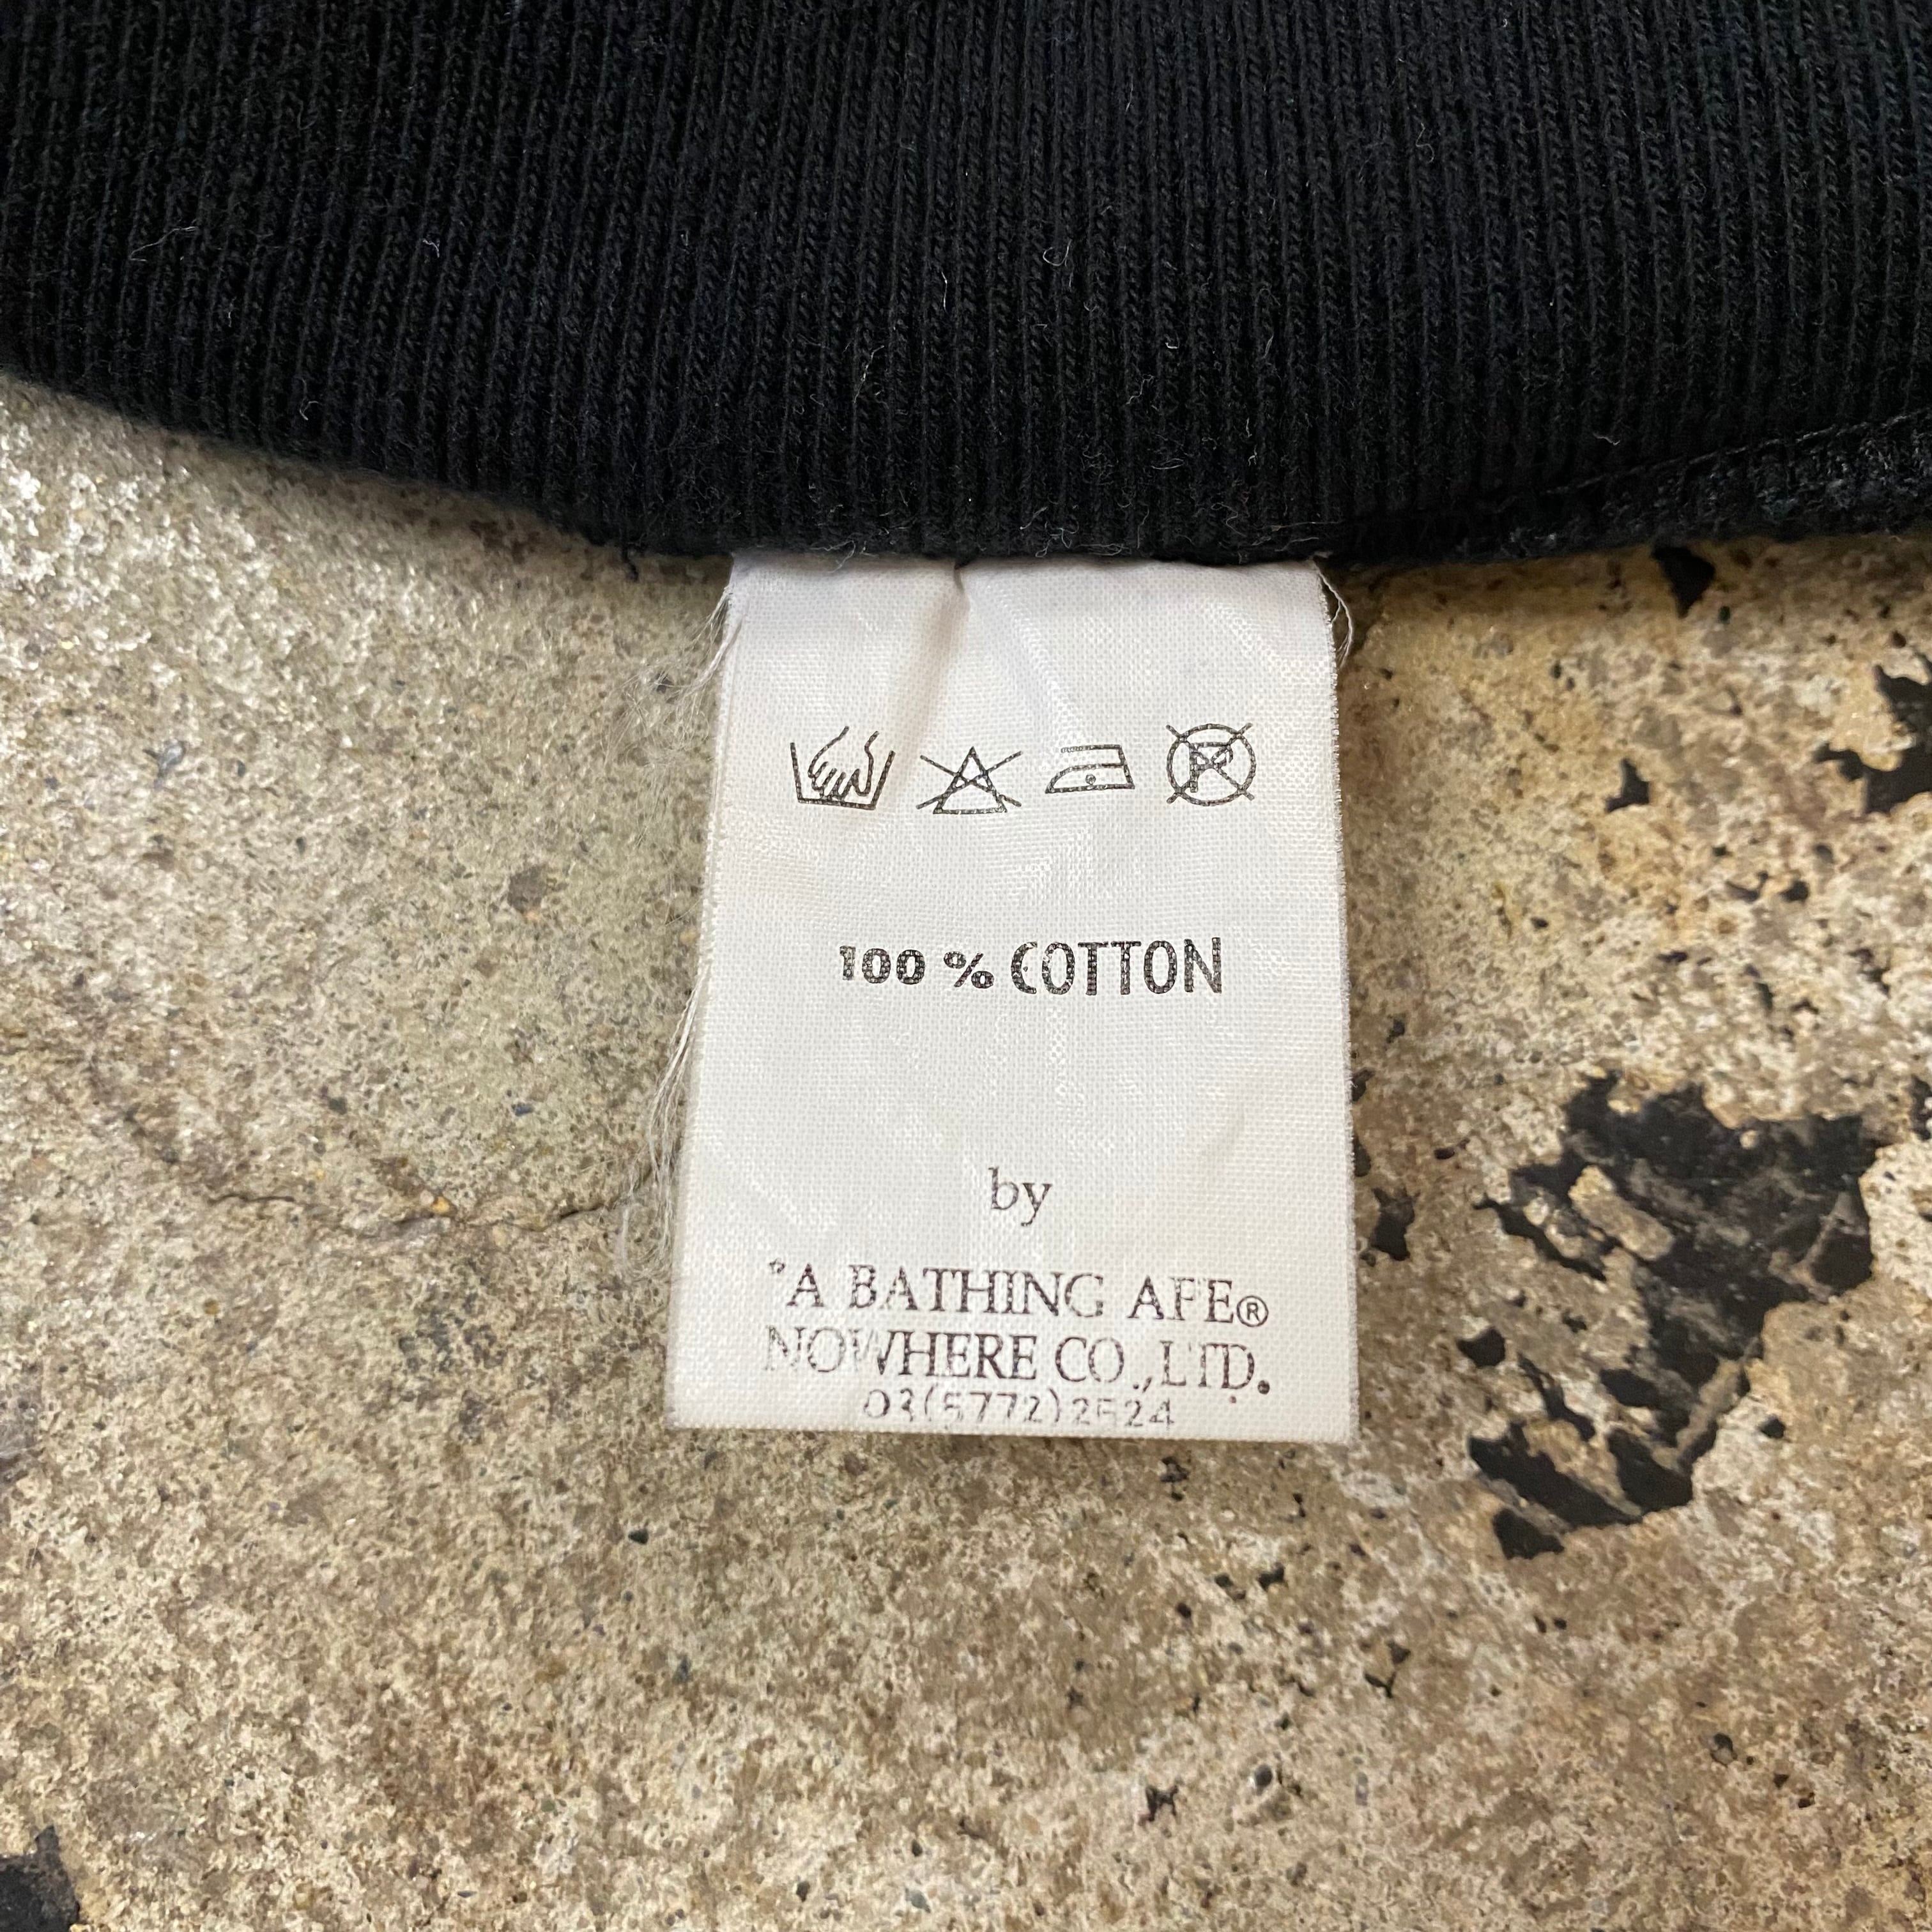 P
100 % COTTON
by
°A BATHING APE®
NOWHERE CO.,LTD.
03(5772)2524